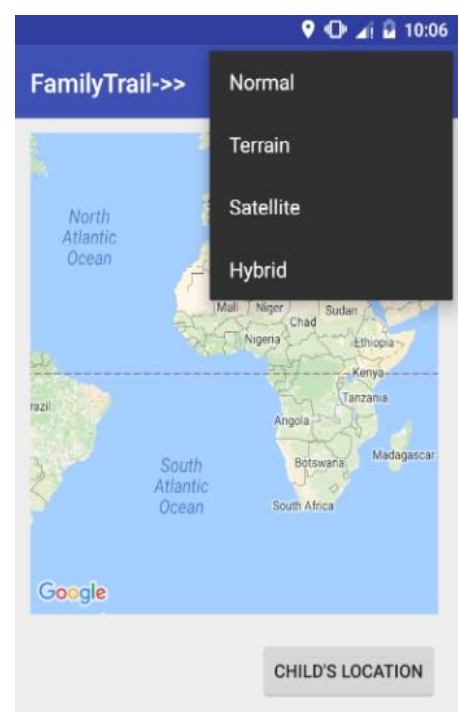 10:06
FamilyTrail->>
Normal
Terrain
Satellite
Hybrid
North
Atlantic
Ocean
Mali Niger Sudan
Chad
Nigeria Ethiopia
Kenya
razil Tanzania
Angola
South
Atlantic
Ocean
Botswana Madagascar
South Africa
Google
CHILD'S LOCATION